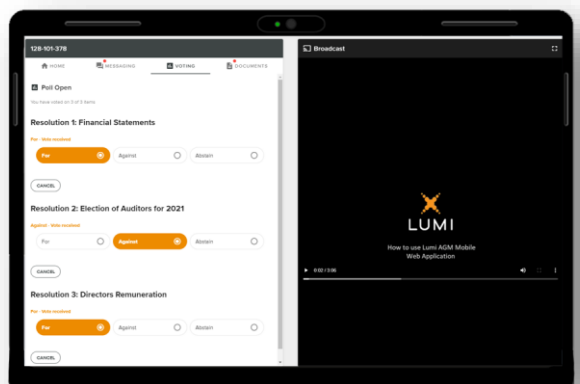 128-101-378
HOME
MESSAGING
VOTING
DOCUMENTS
Poll Open
You have voted on 3 of 5 items
Resolution 1: Financial Statements
For - Vote received
For
Against
Abstain
CANCEL
Resolution 2: Election of Auditors for 2021
Against - Vote received
For
Against
Abstain
CANCEL
Resolution 3: Directors Remuneration
For - Vote received
For
Against
Abstain
CANCEL
Broadcast
LUMI
How to use Lumi AGM Mobile
Web Application
0:02 / 3:06